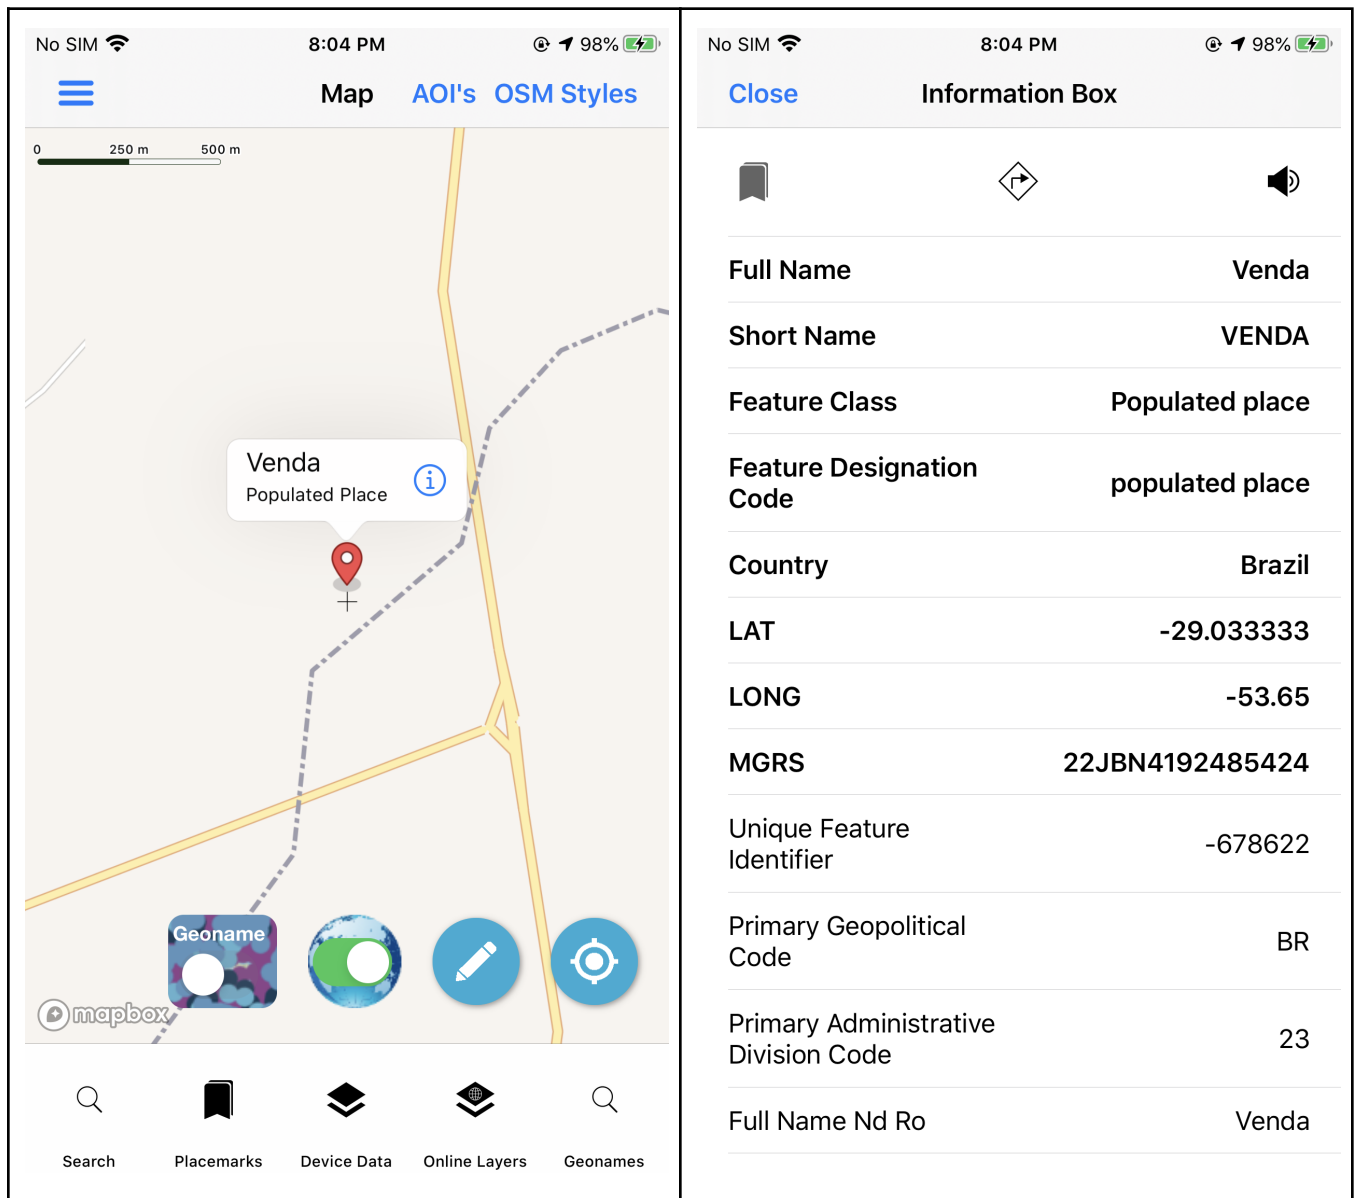 No SIM 8:04 PM 98%
Map AOI's OSM Styles
0 250 m 500 m
Venda
Populated Place
Geoname
mapbox
Search Placemarks Device Data Online Layers Geonames
No SIM 8:04 PM 98%
Close Information Box
Full Name Venda
Short Name VENDA
Feature Class Populated place
Feature Designation
Code populated place
Country Brazil
LAT -29.033333
LONG -53.65
MGRS 22JBN4192485424
Unique Feature
Identifier -678622
Primary Geopolitical
Code BR
Primary Administrative
Division Code 23
Full Name Nd Ro Venda